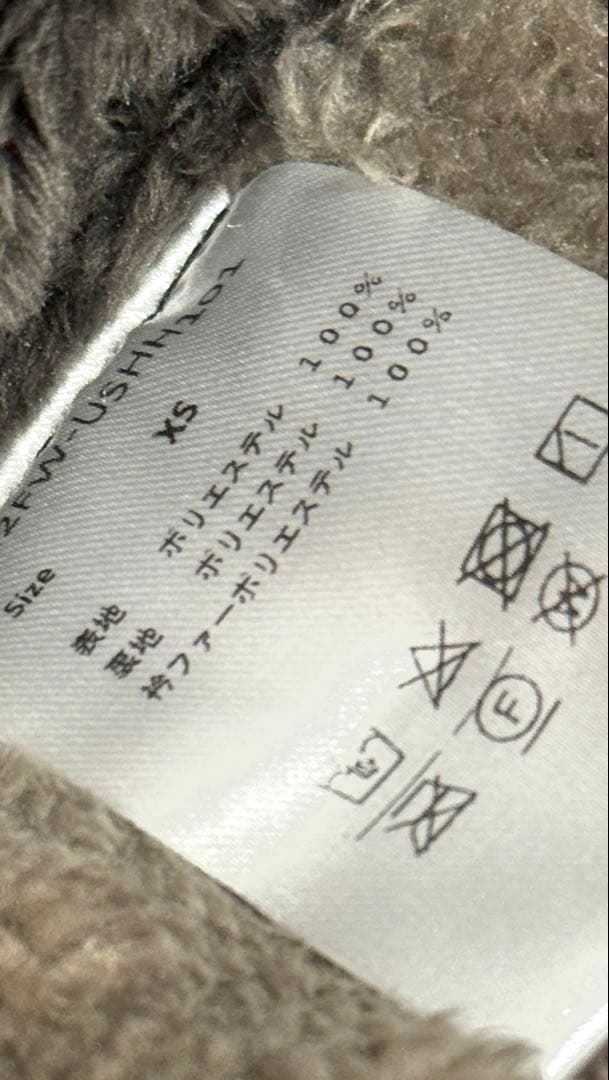 2FW-USHH101
Size XS
表地 ポリエステル 100%
裏地 ポリエステル 100%
衿ファー ポリエステル 100%
F